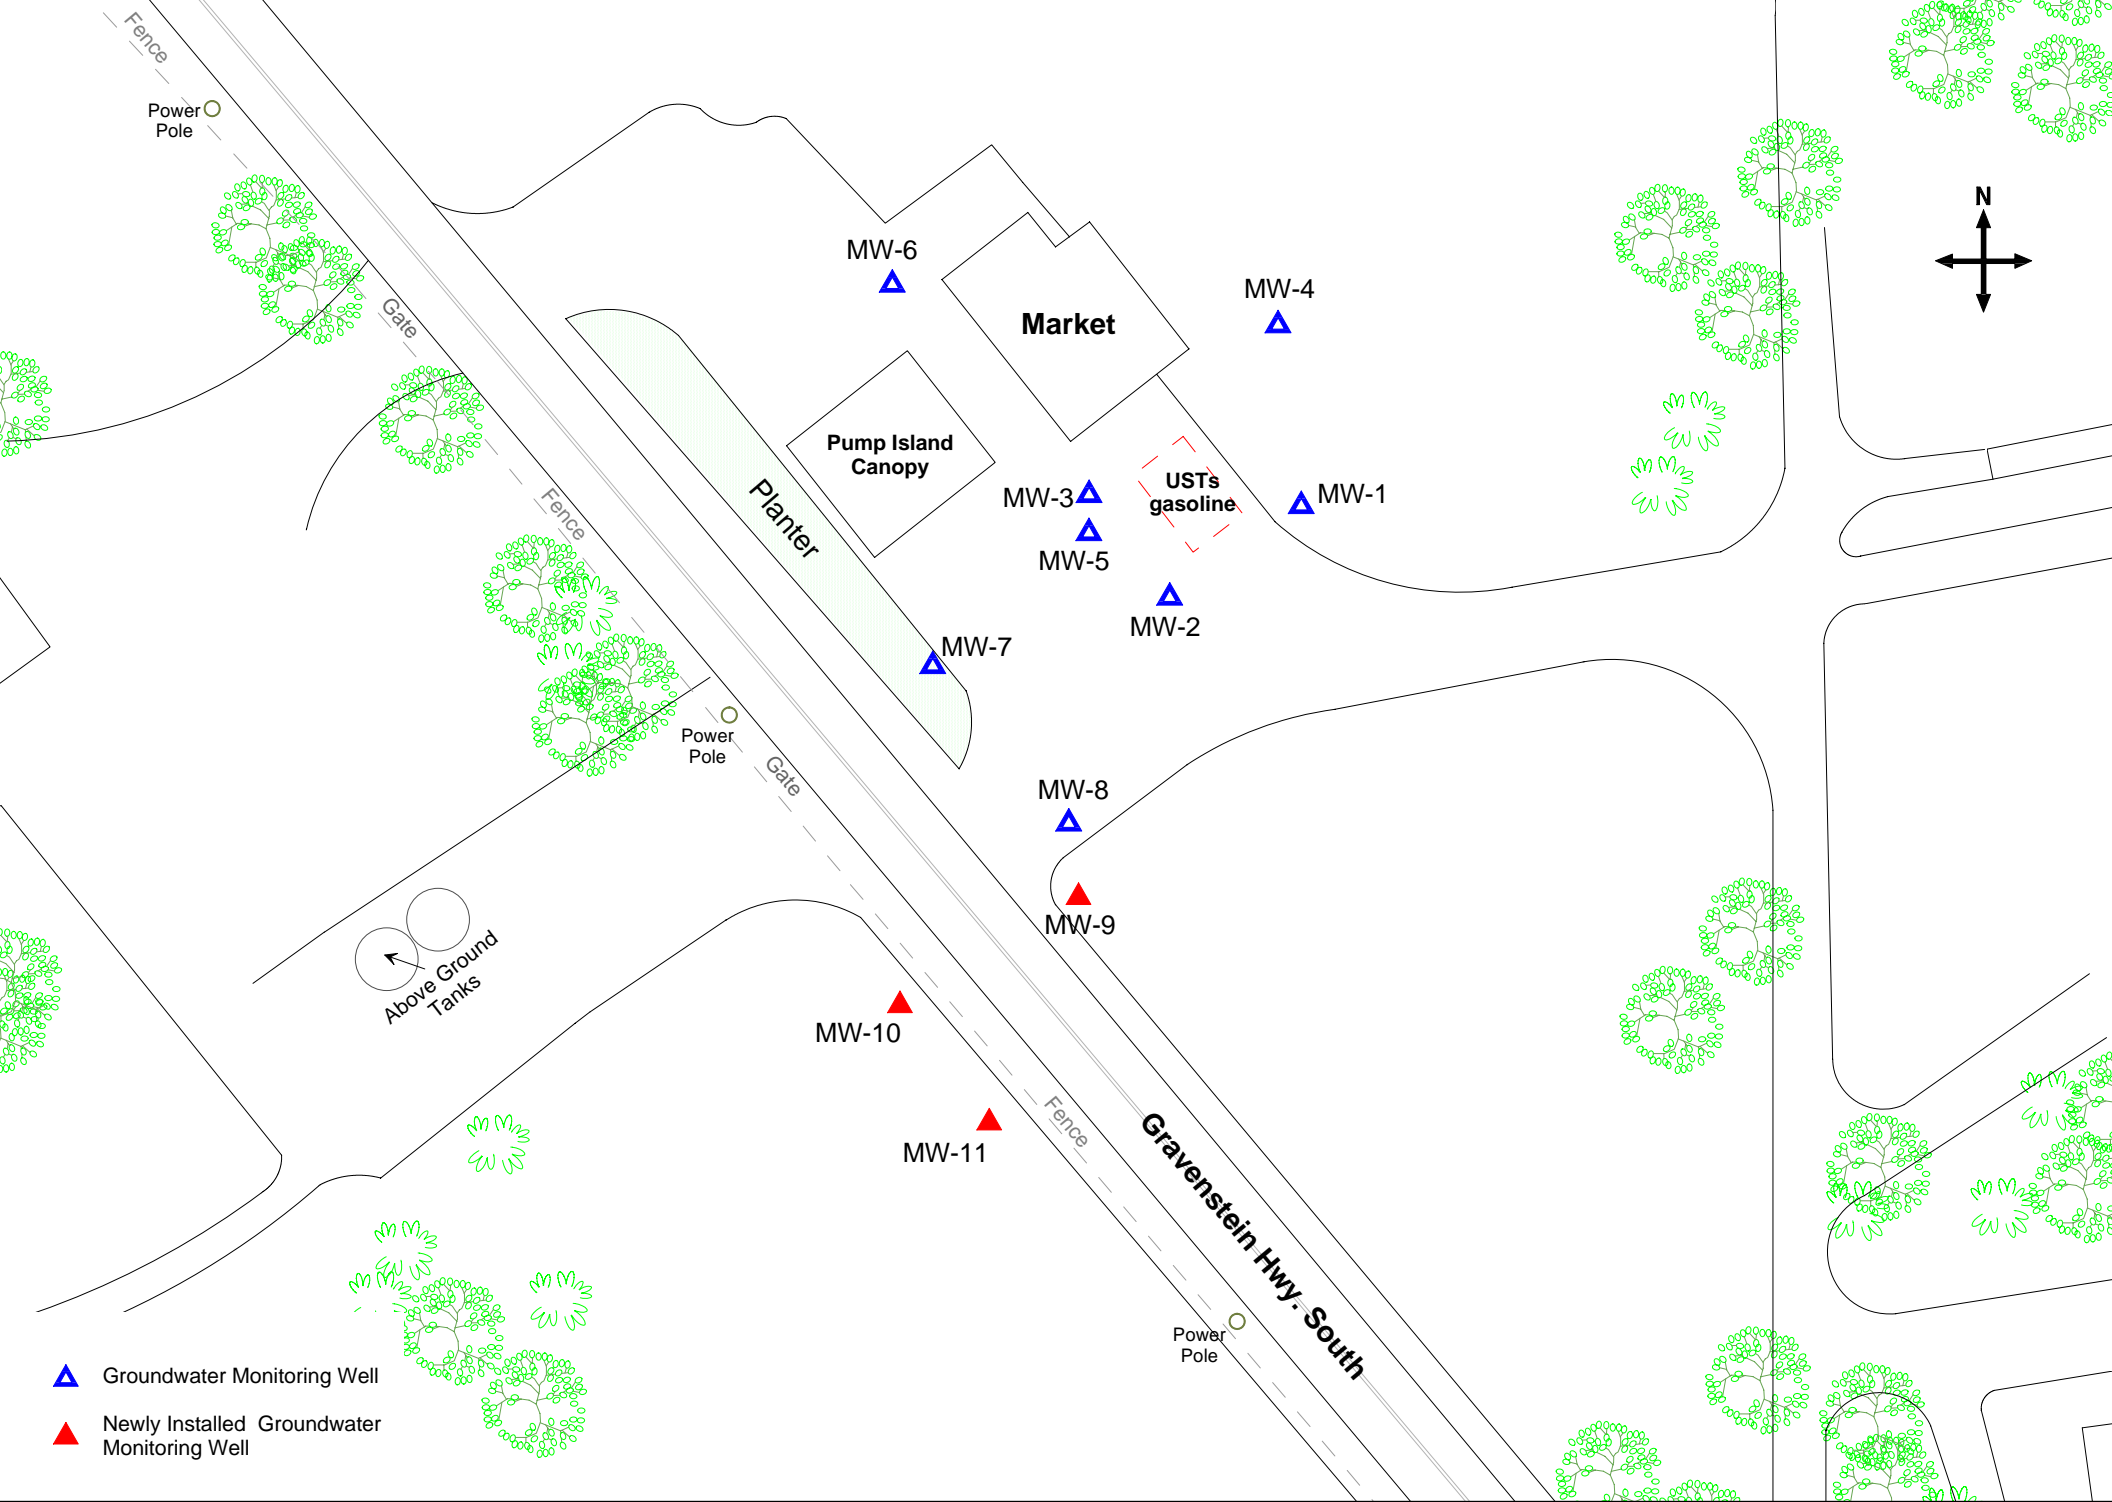 Fence
Power
Pole
N
MW-6
MW-4
Gate
Market
Pump Island
Canopy
USTs
gasoline
MW-3
MW-1
Fence
Planter
MW-5
MW-2
MW-7
Power
Pole
Gate
MW-8
MW-9
Above Ground
Tanks
MW-10
Fence
MW-11
Gravenstein Hwy. South
Power
Pole
Groundwater Monitoring Well
Newly Installed Groundwater
Monitoring Well